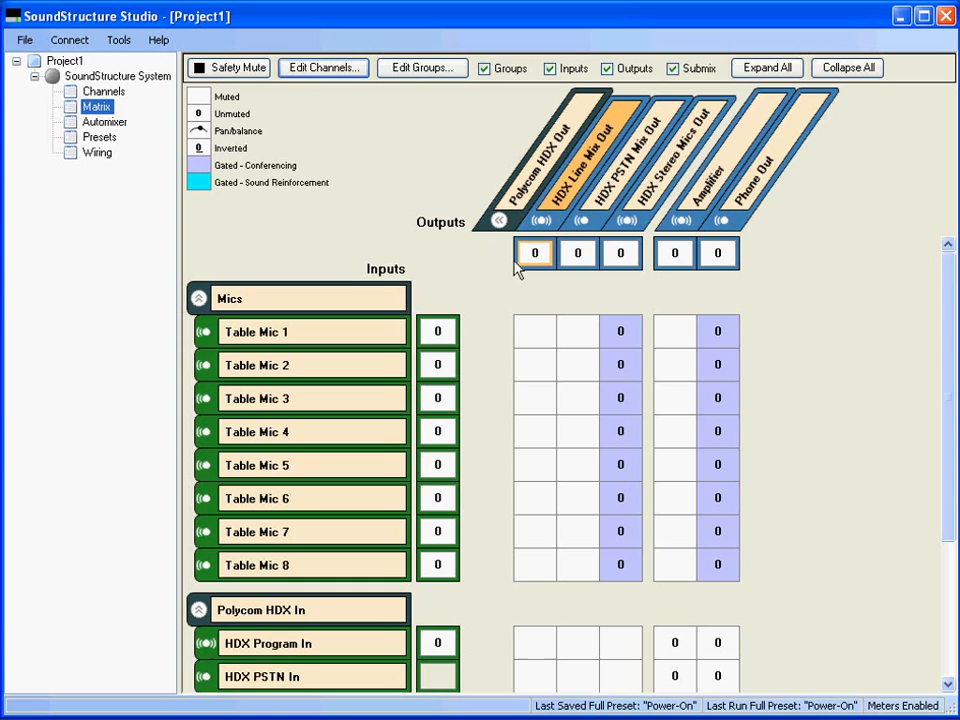 SoundStructure Studio - [Project1]
File Connect Tools Help
Project1
SoundStructure System
Channels
Matrix
Automixer
Presets
Wiring
Safety Mute Edit Channels... Edit Groups... Groups Inputs Outputs Submix Expand All Collapse All
Muted
0 Unmuted
Pan/balance
0 Inverted
Gated - Conferencing
Gated - Sound Reinforcement
Polycom HDX Out
HDX Line Mix Out
HDX PSTN Mix Out
HDX Stereo Mics Out
Amplifier
Phone Out
Outputs
0 0 0 0 0
Inputs
Mics
Table Mic 1 0 0 0
Table Mic 2 0 0 0
Table Mic 3 0 0 0
Table Mic 4 0 0 0
Table Mic 5 0 0 0
Table Mic 6 0 0 0
Table Mic 7 0 0 0
Table Mic 8 0 0 0
Polycom HDX In
HDX Program In 0 0 0
HDX PSTN In 0 0
Last Saved Full Preset: "Power-On" Last Run Full Preset: "Power-On" Meters Enabled